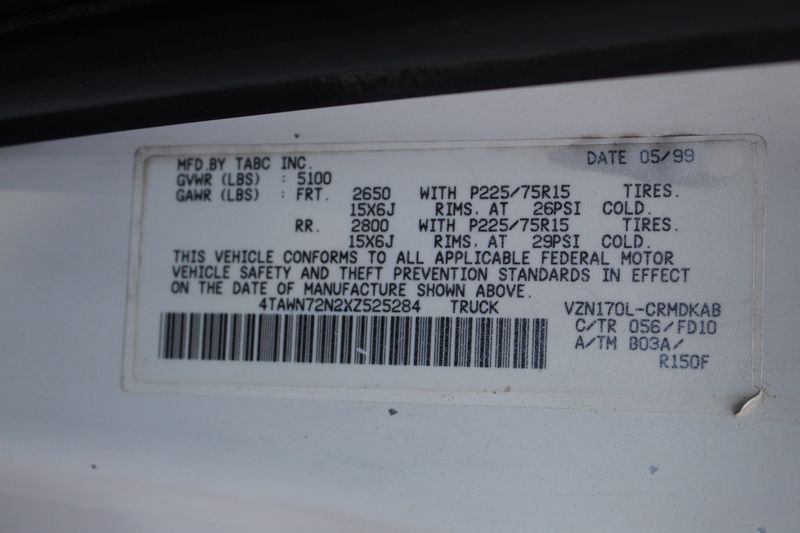 MFD.BY TABC INC. DATE 05/99
GVWR (LBS) : 5100
GAWR (LBS) : FRT. 2650 WITH P225/75R15 TIRES.
15X6J RIMS. AT 26PSI COLD.
RR. 2800 WITH P225/75R15 TIRES.
15X6J RIMS. AT 29PSI COLD.
THIS VEHICLE CONFORMS TO ALL APPLICABLE FEDERAL MOTOR
VEHICLE SAFETY AND THEFT PREVENTION STANDARDS IN EFFECT
ON THE DATE OF MANUFACTURE SHOWN ABOVE.
4TAWN72N2XZ525284 TRUCK VZN170L-CRMDKAB
C/TR 056/FD10
A/TM B03A/
R150F